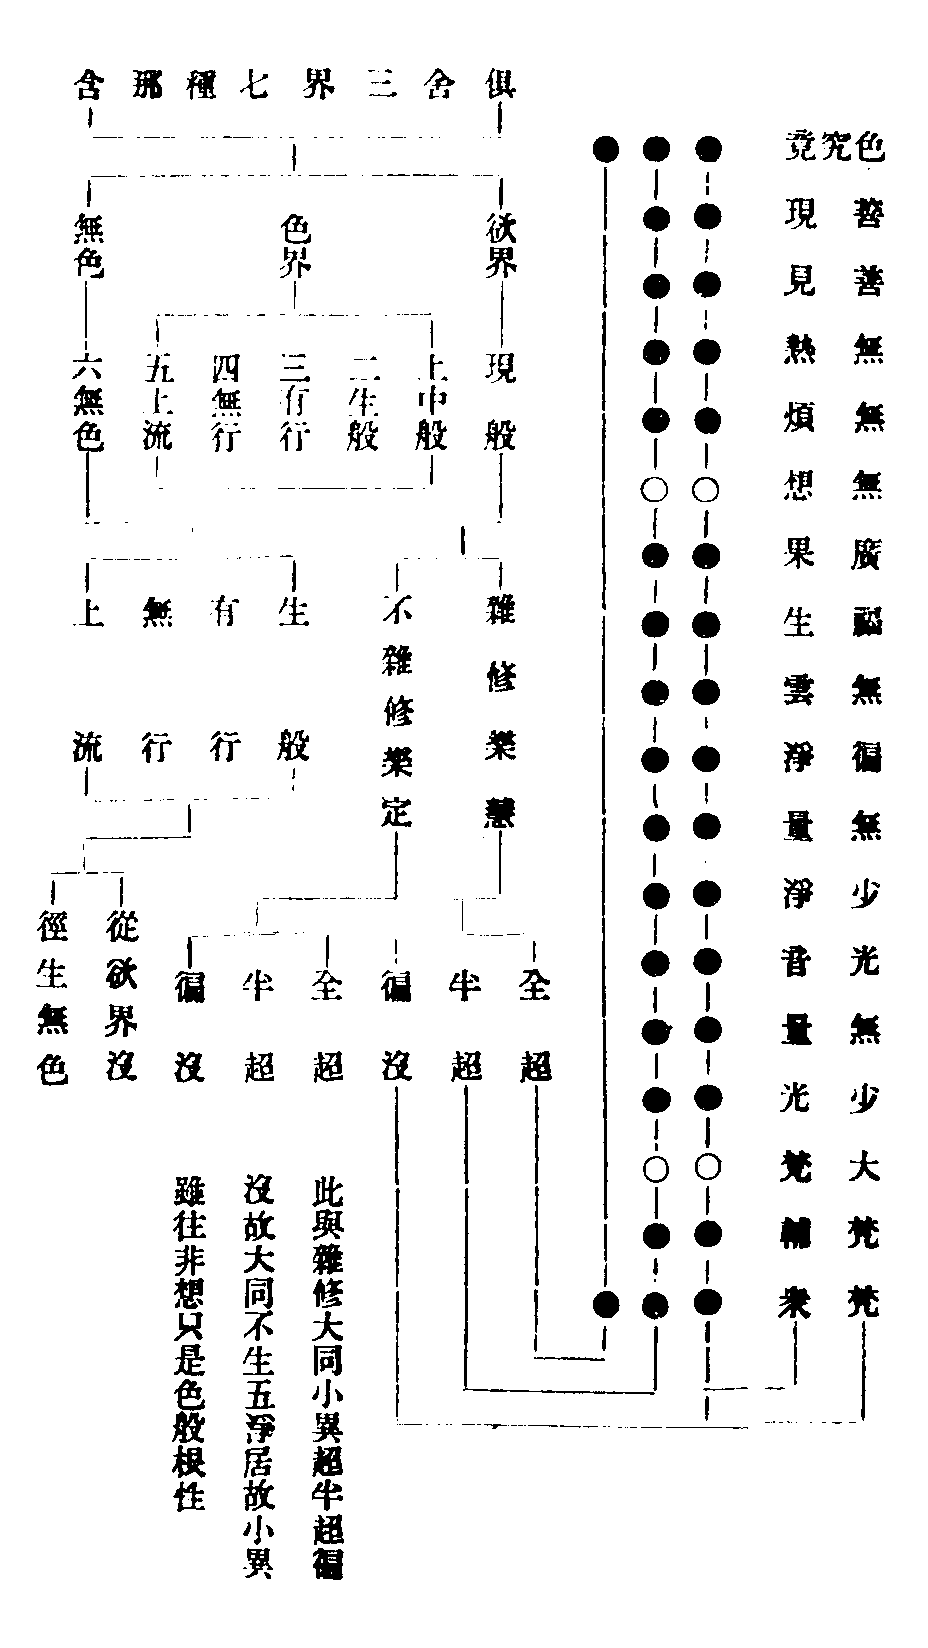 俱舍三界七種那含
欲界
色界
無色
現般
上中般
二生般
三有行
四無行
五上流
六無色
雜修樂慧
不雜修樂定
生般
有行
無行
上流
全超
半超
徧沒
全超
半超
徧沒
從欲界沒
徑生無色
色究竟
善現
善見
無熱
無煩
無想
廣果
福生
無雲
徧淨
無量淨
少淨
光音
無量光
少光
大梵
梵輔
梵衆
此與雜修大同小異超半超徧
沒故大同不生五淨居故小異
雖往非想只是色般根性